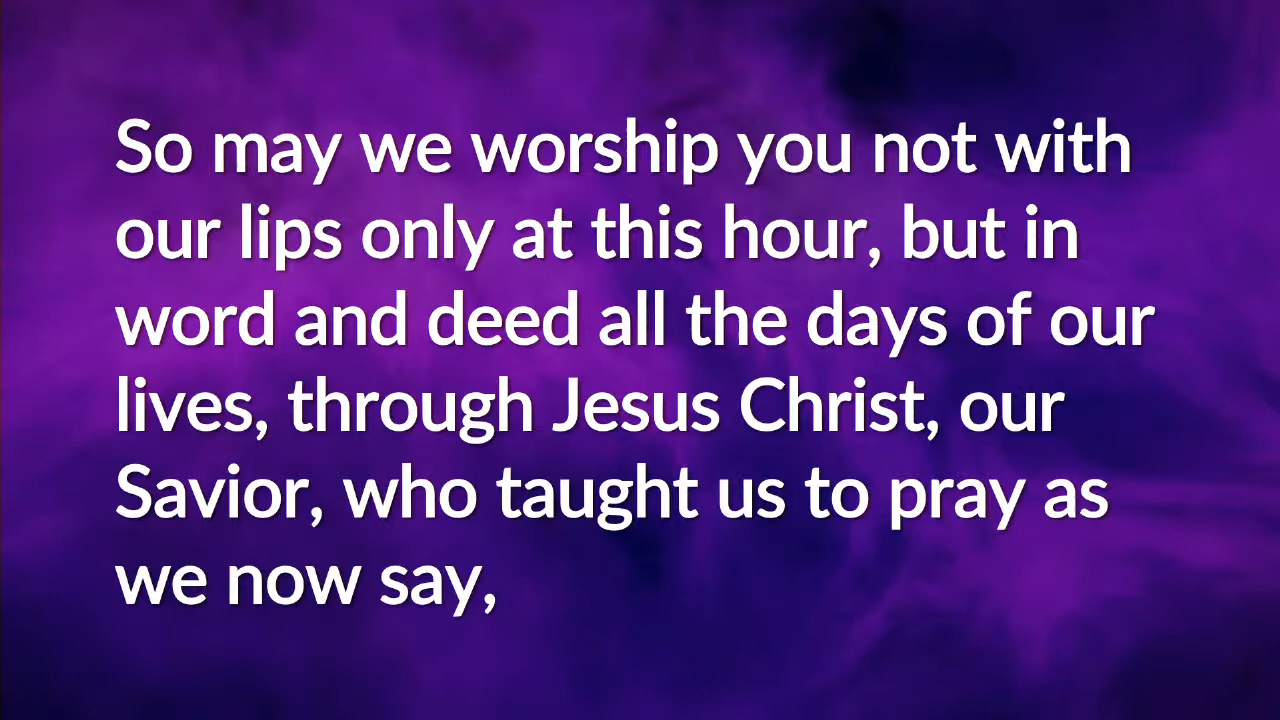 So may we worship you not with
our lips only at this hour, but in
word and deed all the days of our
lives, through Jesus Christ, our
Savior, who taught us to pray as
we now say,